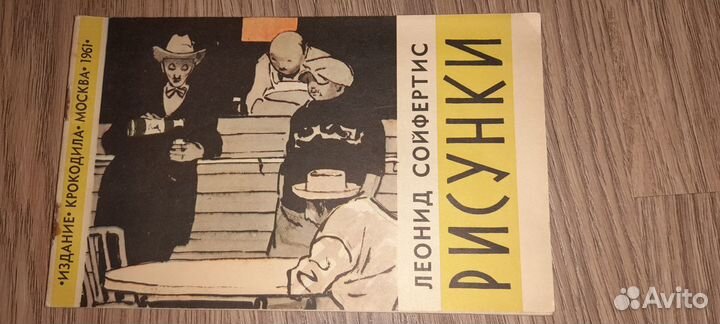 •ИЗДАНИЕ• КРОКОДИЛА• МОСКВА• 1961•
ЛЕОНИД СОЙФЕРТИС
РИСУНКИ
Avito